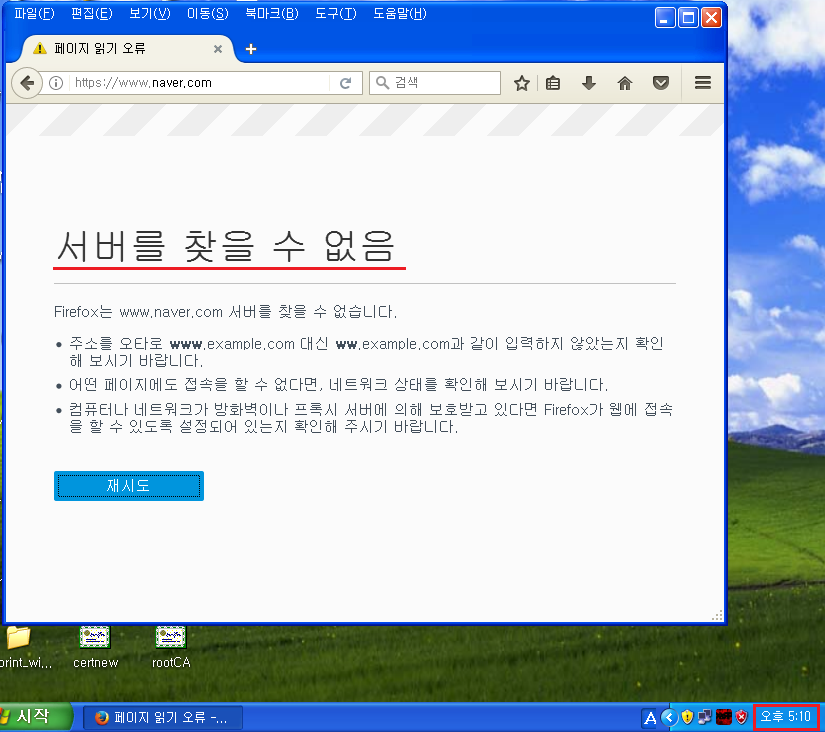 파일(F) 편집(E) 보기(V) 이동(S) 북마크(B) 도구(T) 도움말(H)
페이지 읽기 오류
https://www.naver.com
검색
서버를 찾을 수 없음
Firefox는 www.naver.com 서버를 찾을 수 없습니다.
• 주소를 오타로 www.example.com 대신 ww.example.com과 같이 입력하지 않았는지 확인
해 보시기 바랍니다.
• 어떤 페이지에도 접속을 할 수 없다면, 네트워크 상태를 확인해 보시기 바랍니다.
• 컴퓨터나 네트워크가 방화벽이나 프록시 서버에 의해 보호받고 있다면 Firefox가 웹에 접속
을 할 수 있도록 설정되어 있는지 확인해 주시기 바랍니다.
재시도
print_wi... certnew rootCA
시작 페이지 읽기 오류 -... A 오후 5:10